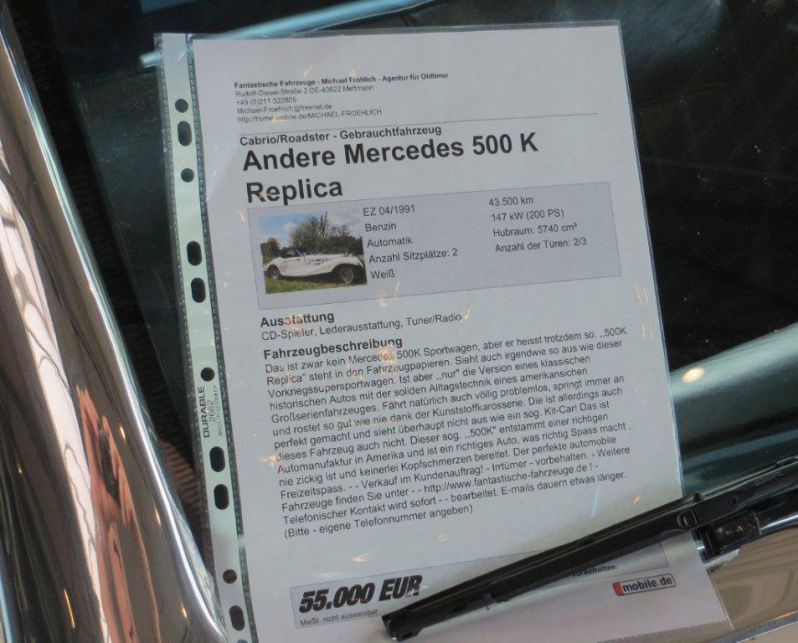 Fantastische Fahrzeuge - Michael Fröhlich - Agentur für Oldtimer
Rudolf-Diesel-Straße 2 DE-40822 Mettmann
+49 (0)211 322805
Michael-Froehlich@freenet.de
http://home.mobile.de/MICHAEL-FROEHLICH
Cabrio/Roadster - Gebrauchtfahrzeug
Andere Mercedes 500 K
Replica
EZ 04/1991
Benzin
Automatik
Anzahl Sitzplätze: 2
Weiß
43.500 km
147 kW (200 PS)
Hubraum: 5740 cm³
Anzahl der Türen: 2/3
Ausstattung
CD-Spieler, Lederausstattung, Tuner/Radio
Fahrzeugbeschreibung
Das ist zwar kein Mercedes 500K Sportwagen, aber er heisst trotzdem so. ,,500K
Replica" steht in den Fahrzeugpapieren. Sieht auch irgendwie so aus wie dieser
Vorkriegssupersportwagen. Ist aber ,,nur" die Version eines klassischen
historischen Autos mit der soliden Alltagstechnik eines amerikansichen
Großserienfahrzeuges. Fährt natürlich auch völlig problemlos, springt immer an
und rostet so gut wie nie dank der Kunststoffkarosserie. Die ist allerdings auch
perfekt gemacht und sieht überhaupt nicht aus wie ein sog. Kit-Car! Das ist
dieses Fahrzeug auch nicht. Dieser sog. ,,500K" entstammt einer richtigen
Automanufaktur in Amerika und ist ein richtiges Auto, was richtig Spass macht ,
nie zickig ist und keinerlei Kopfschmerzen bereitet. Der perfekte automobile
Freizeitspass. - - Verkauf im Kundenauftrag! - Irrtümer - vorbehalten. - Weitere
Fahrzeuge finden Sie unter - - http://www.fantastische-fahrzeuge.de ! -
Telefonischer Kontakt wird sofort - - bearbeitet. E-mails dauern etwas länger.
(Bitte - eigene Telefonnummer angeben)
DURABLE
2662
55.000 EUR
MwSt. nicht ausweisbar
mobile.de